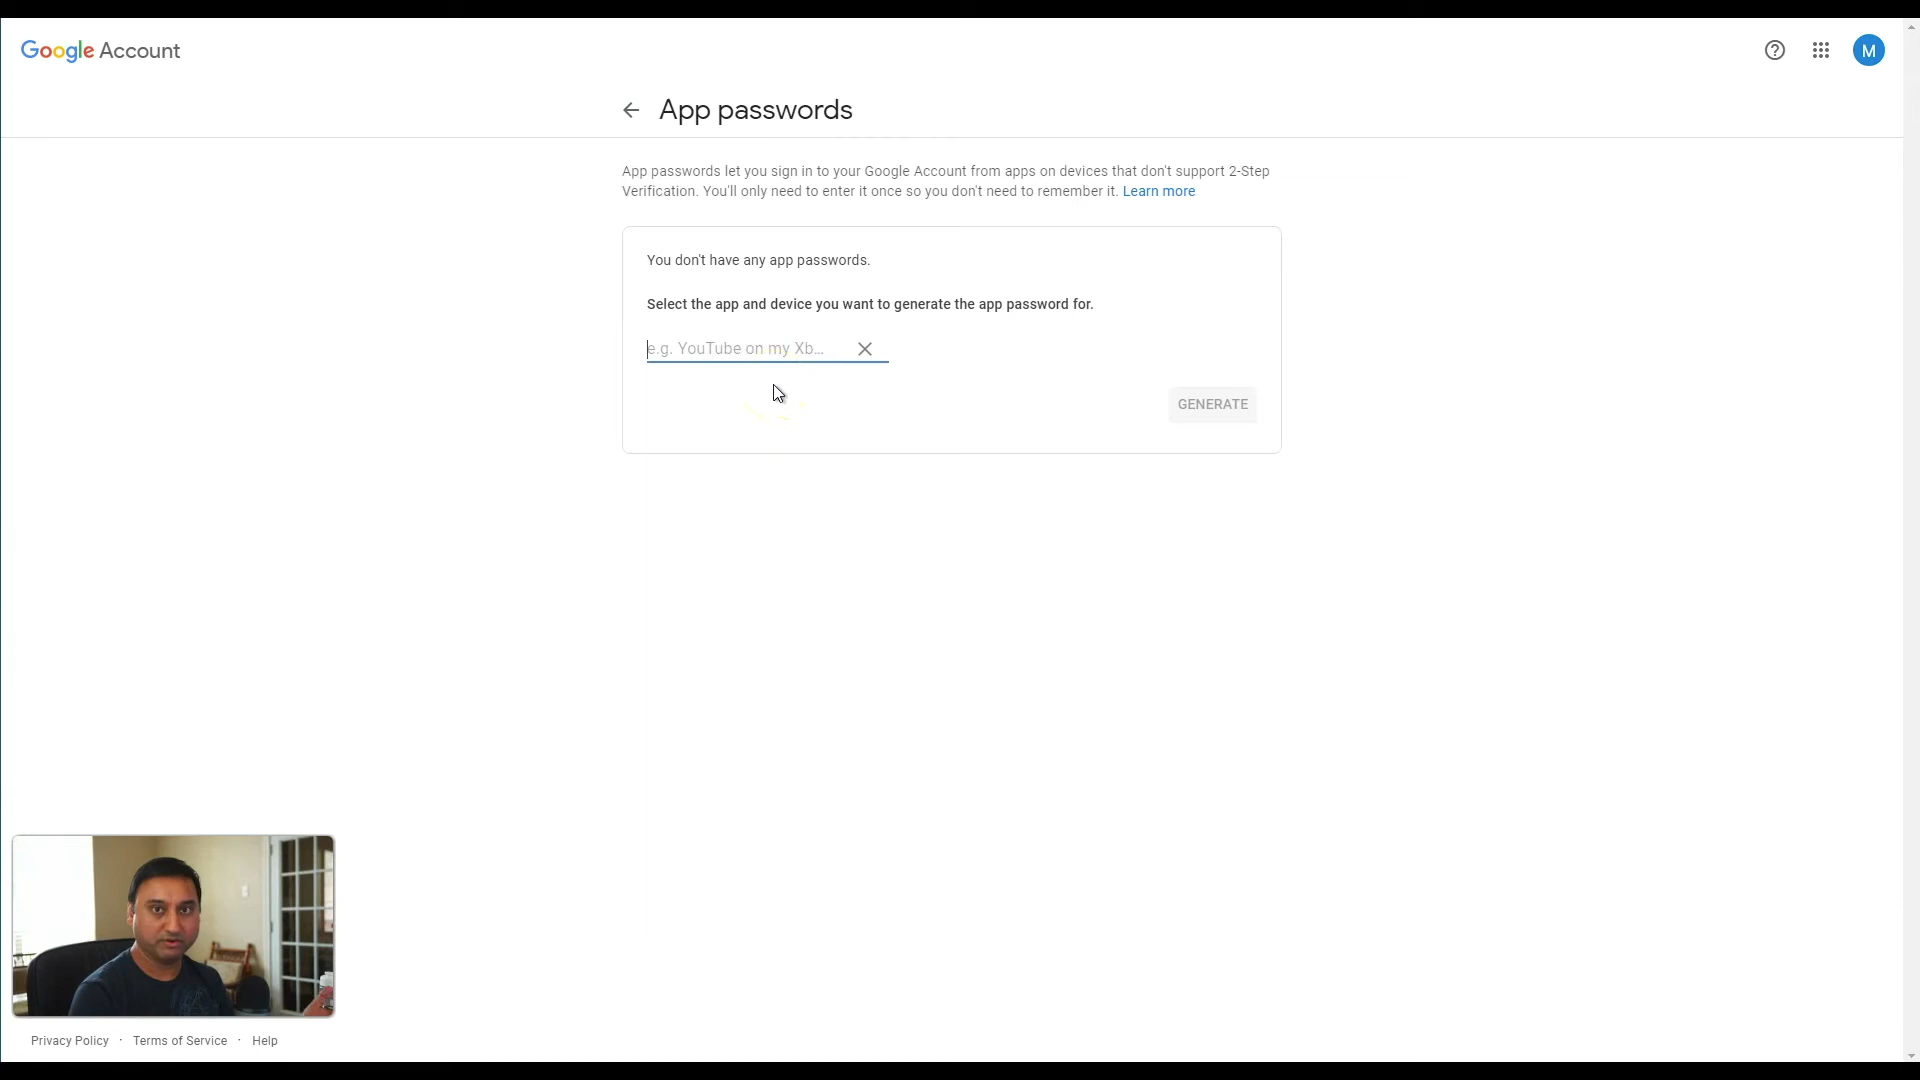 Google Account
M
App passwords
App passwords let you sign in to your Google Account from apps on devices that don't support 2-Step
Verification. You'll only need to enter it once so you don't need to remember it. Learn more
You don't have any app passwords.
Select the app and device you want to generate the app password for.
e.g. YouTube on my Xb...
GENERATE
Privacy Policy · Terms of Service · Help